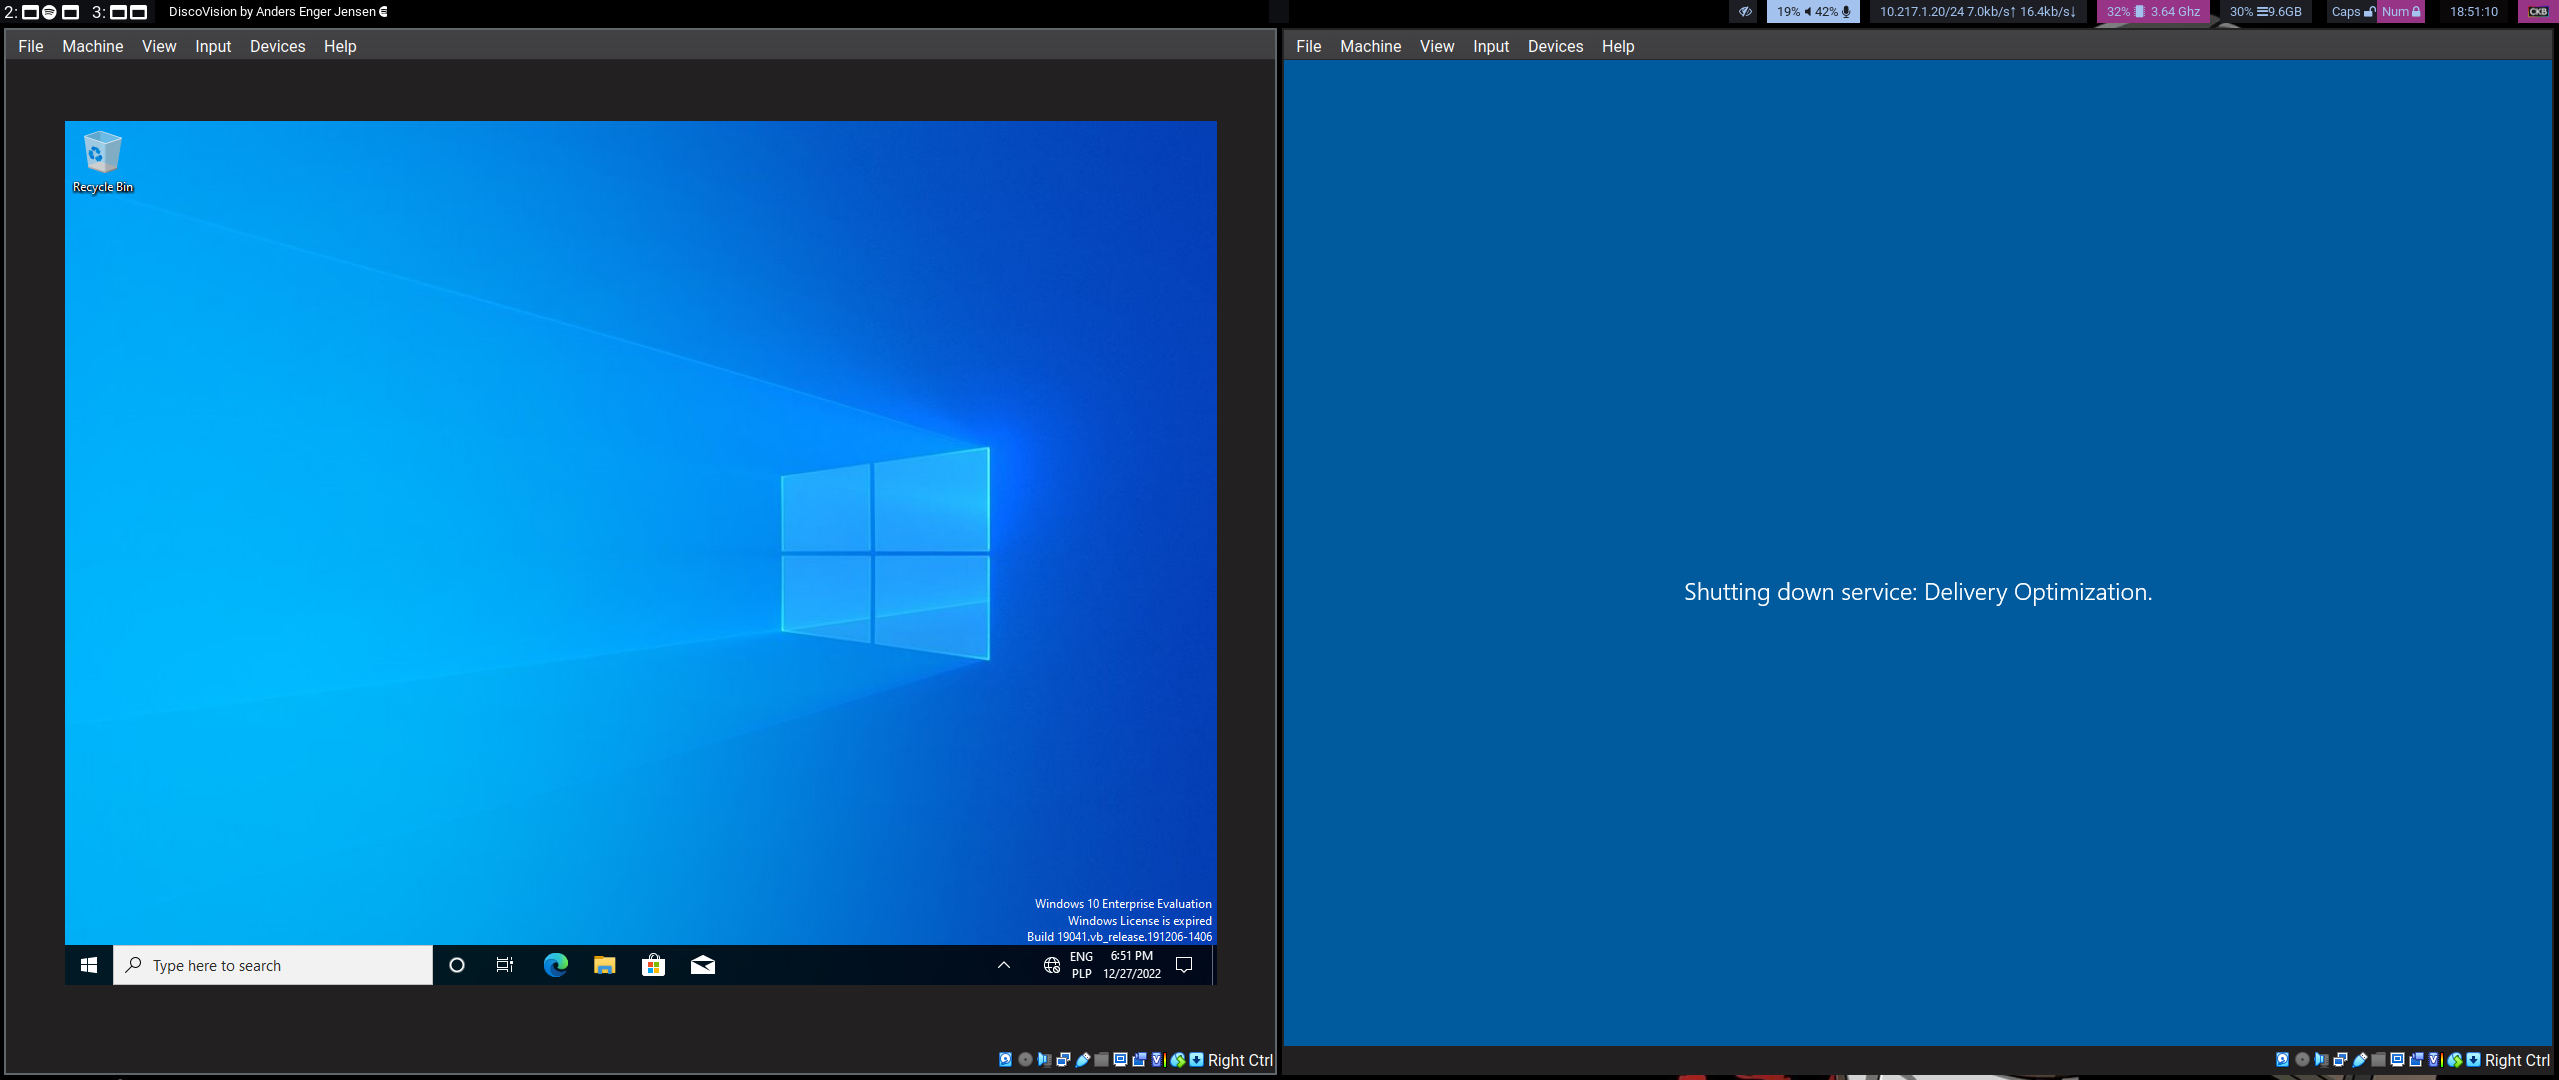 2: 3: DiscoVision by Anders Enger Jensen
19% 42% 10.217.1.20/24 7.0kb/s↑ 16.4kb/s↓ 32% 3.64 Ghz 30% 9.6GB Caps Num 18:51:10 CKB
File Machine View Input Devices Help
Recycle Bin
Windows 10 Enterprise Evaluation
Windows License is expired
Build 19041.vb_release.191206-1406
Type here to search
ENG
PLP
6:51 PM
12/27/2022
Right Ctrl
File Machine View Input Devices Help
Shutting down service: Delivery Optimization.
Right Ctrl